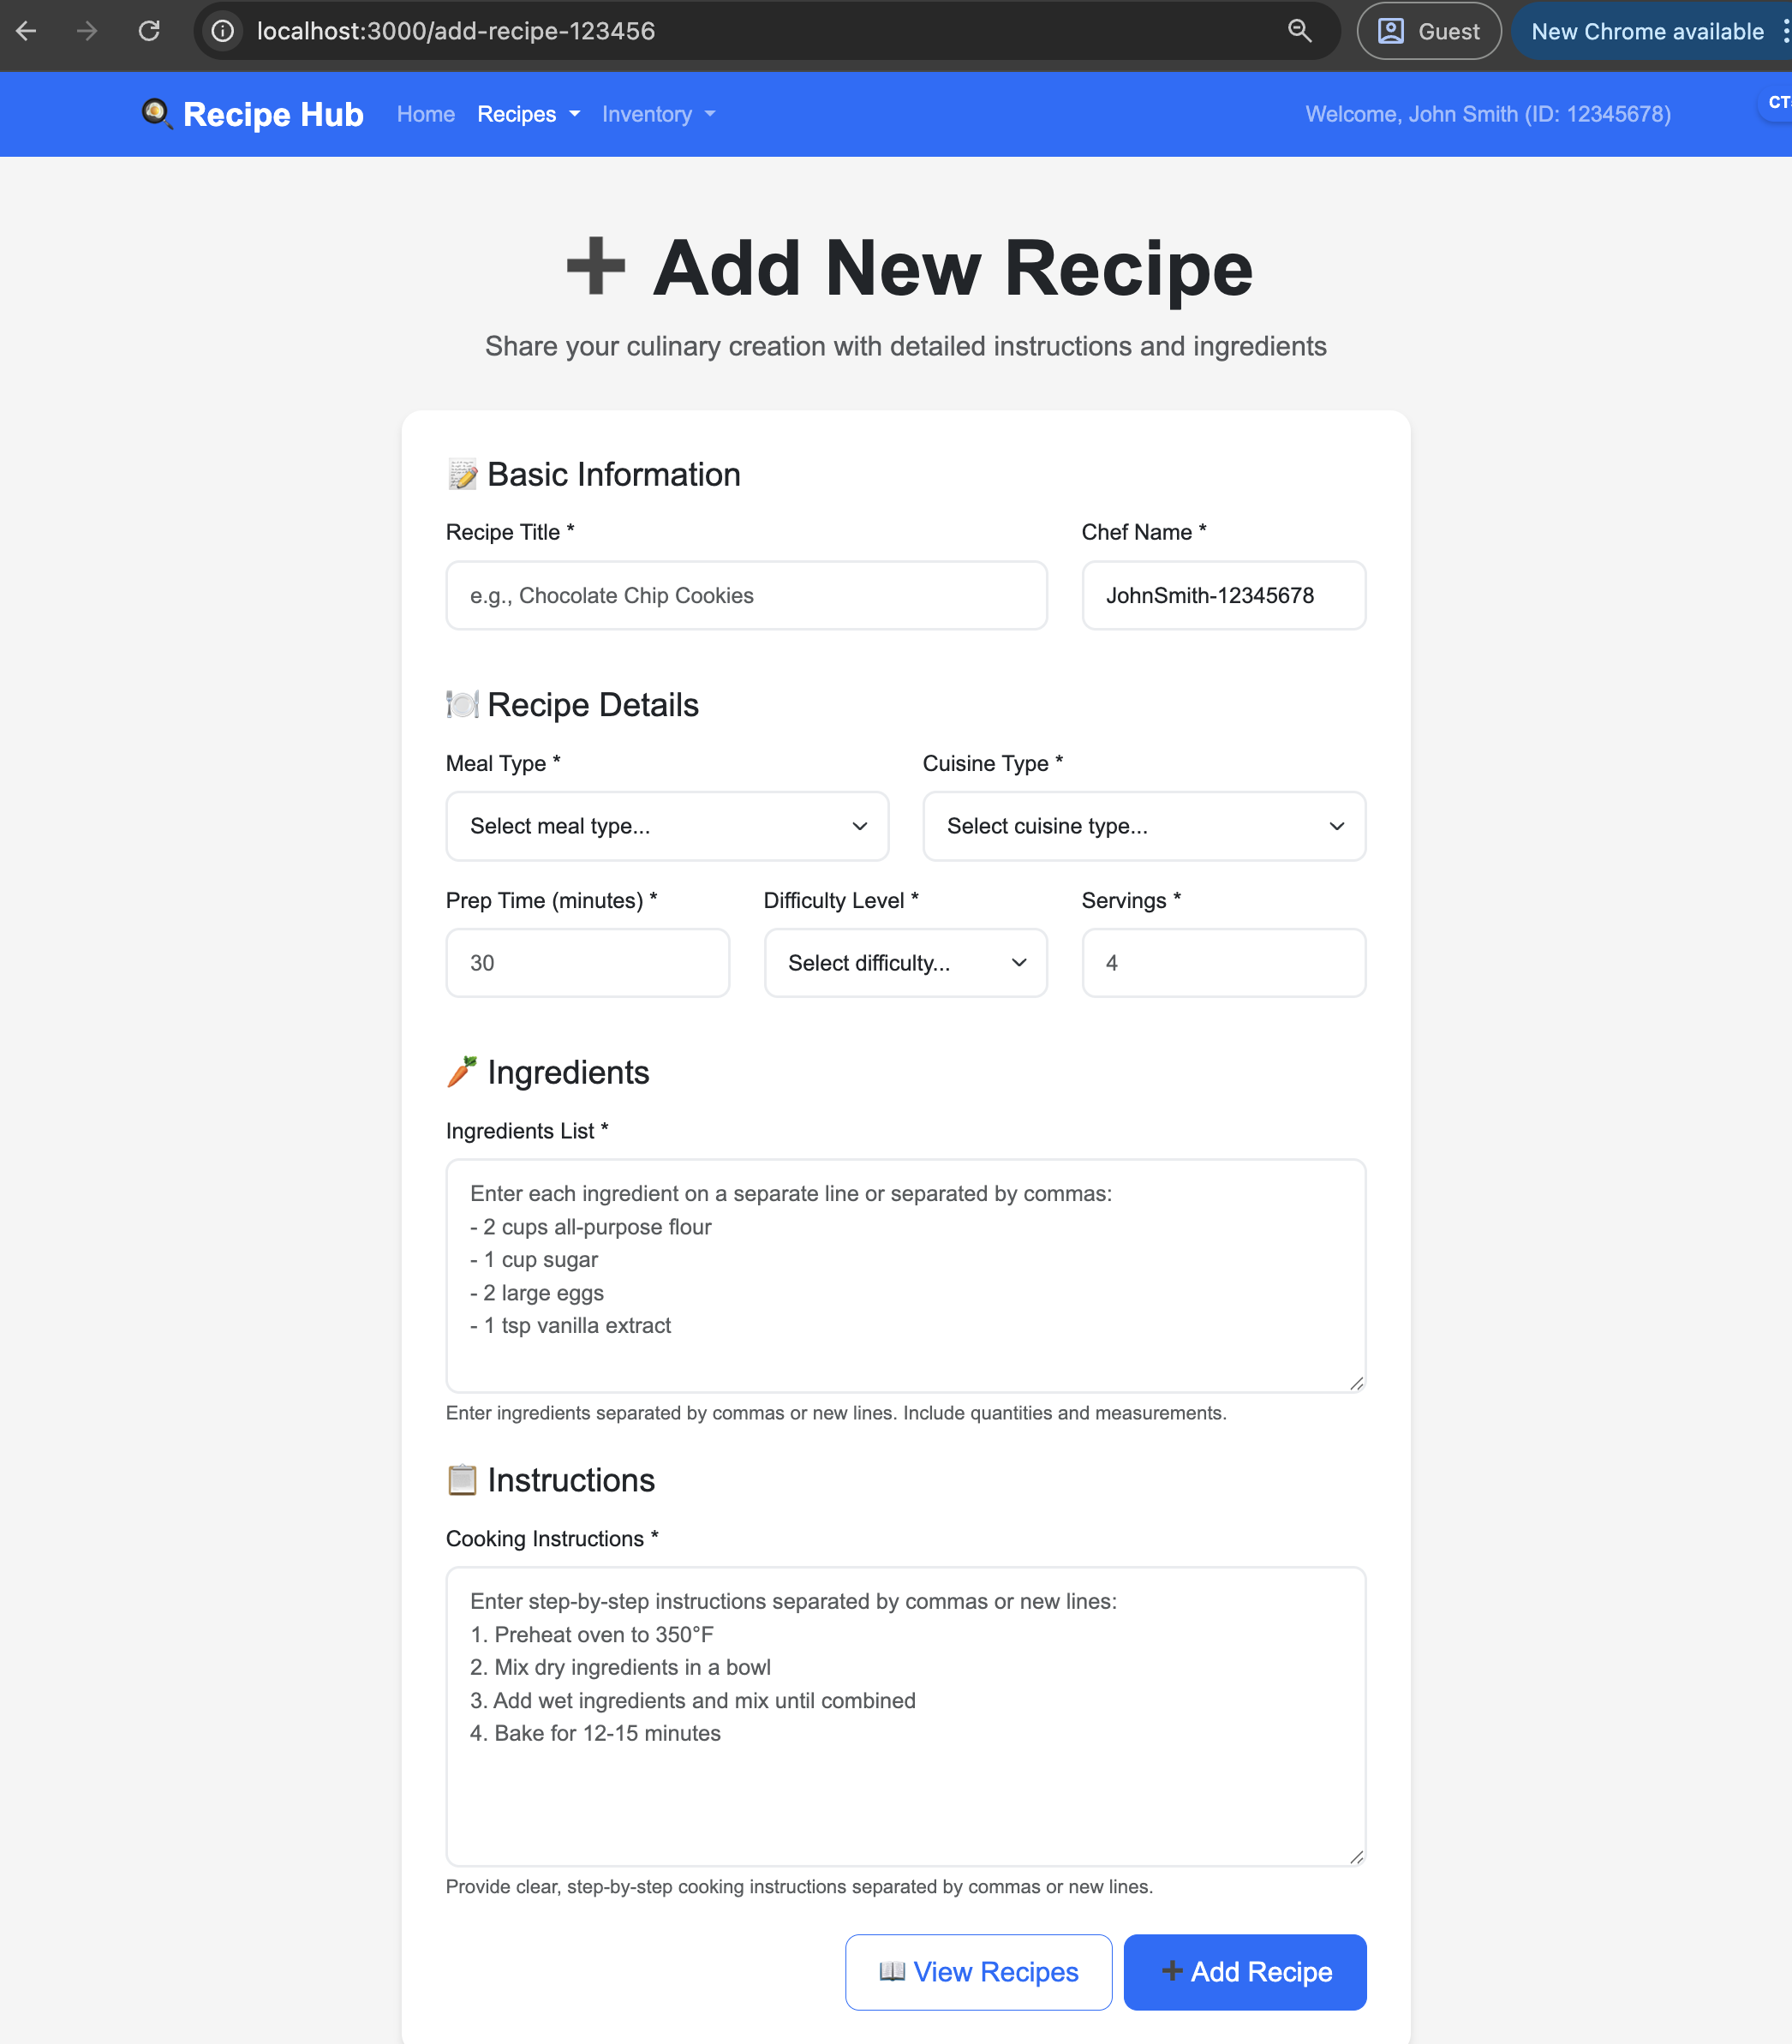 localhost:3000/add-recipe-123456
Guest
New Chrome available
Recipe Hub
Home
Recipes
Inventory
Welcome, John Smith (ID: 12345678)
CT
Add New Recipe
Share your culinary creation with detailed instructions and ingredients
Basic Information
Recipe Title *
Chef Name *
e.g., Chocolate Chip Cookies
JohnSmith-12345678
Recipe Details
Meal Type *
Cuisine Type *
Select meal type...
Select cuisine type...
Prep Time (minutes) *
Difficulty Level *
Servings *
30
Select difficulty...
4
Ingredients
Ingredients List *
Enter each ingredient on a separate line or separated by commas:
- 2 cups all-purpose flour
- 1 cup sugar
- 2 large eggs
- 1 tsp vanilla extract
Enter ingredients separated by commas or new lines. Include quantities and measurements.
Instructions
Cooking Instructions *
Enter step-by-step instructions separated by commas or new lines:
1. Preheat oven to 350°F
2. Mix dry ingredients in a bowl
3. Add wet ingredients and mix until combined
4. Bake for 12-15 minutes
Provide clear, step-by-step cooking instructions separated by commas or new lines.
View Recipes
Add Recipe